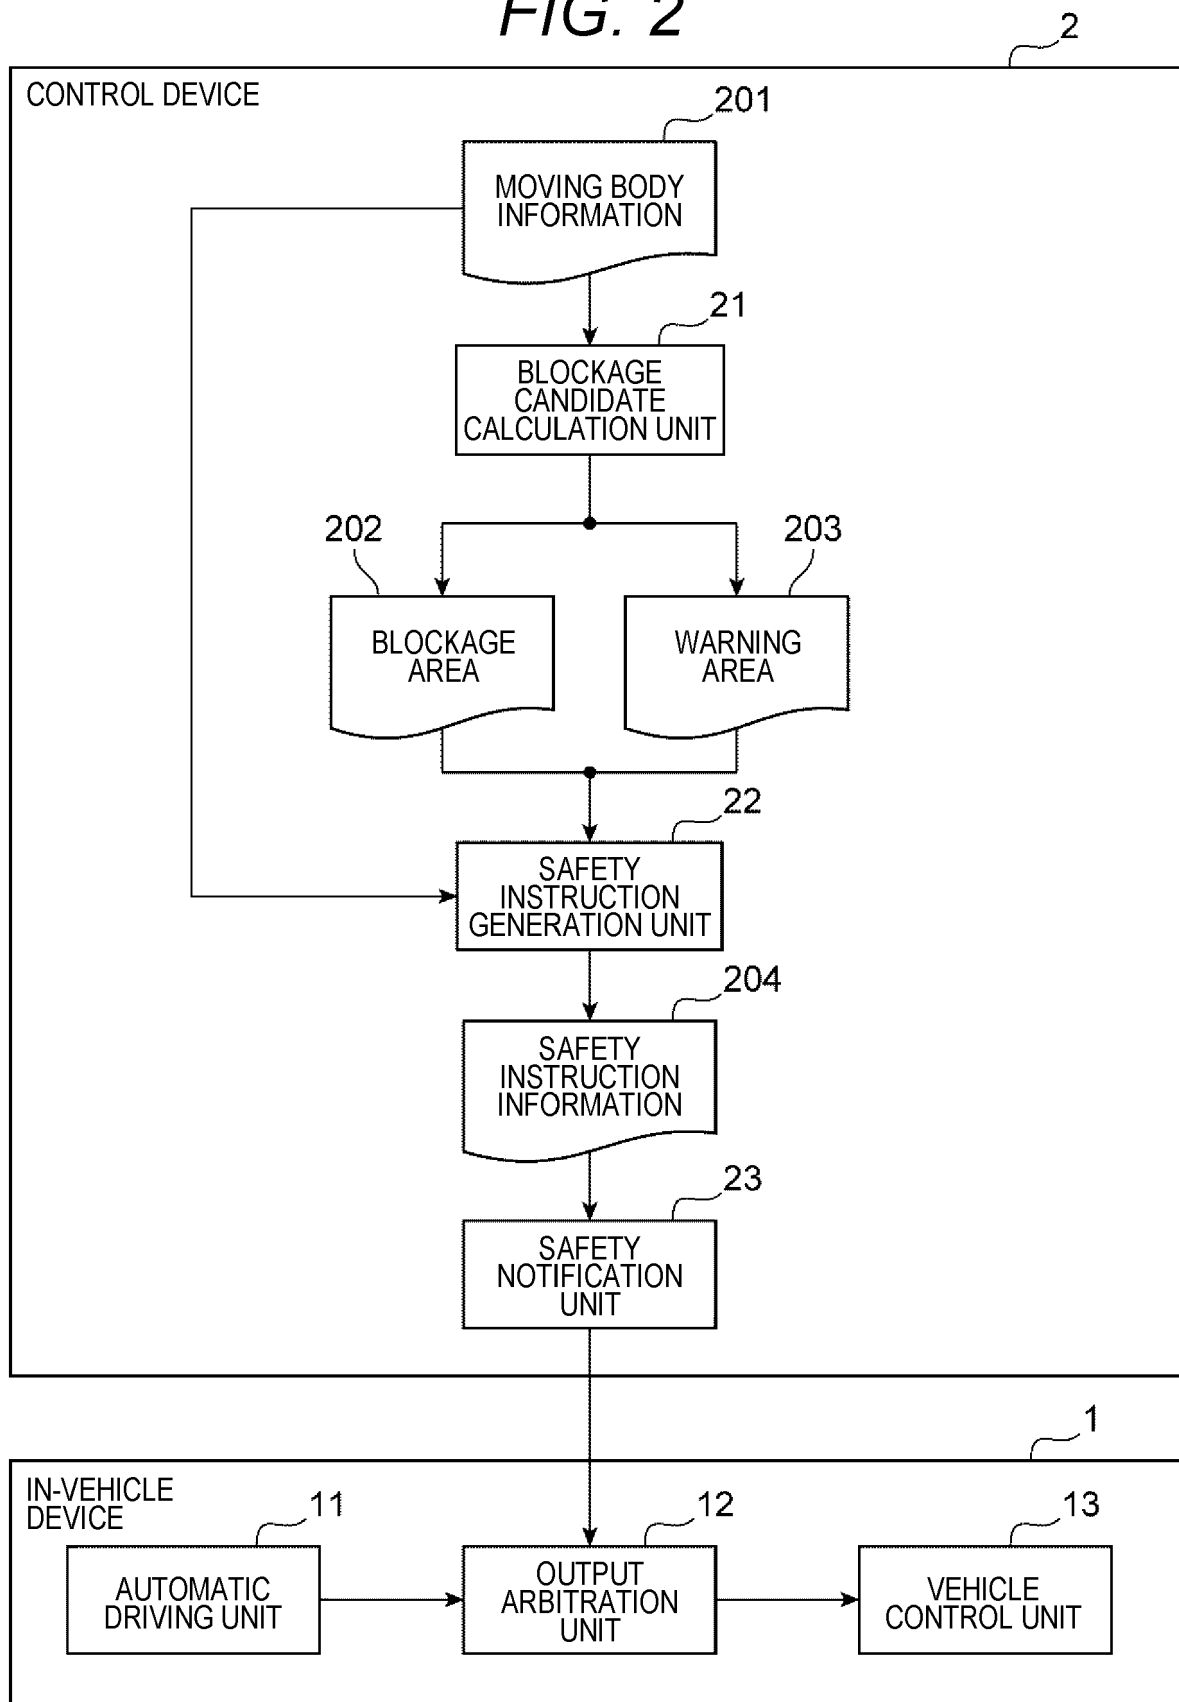 FIG. 2
2
CONTROL DEVICE
201
MOVING BODY
INFORMATION
21
BLOCKAGE
CANDIDATE
CALCULATION UNIT
202
203
BLOCKAGE
AREA
WARNING
AREA
22
SAFETY
INSTRUCTION
GENERATION UNIT
204
SAFETY
INSTRUCTION
INFORMATION
23
SAFETY
NOTIFICATION
UNIT
1
IN-VEHICLE
DEVICE
11
12
13
AUTOMATIC
DRIVING UNIT
OUTPUT
ARBITRATION
UNIT
VEHICLE
CONTROL UNIT